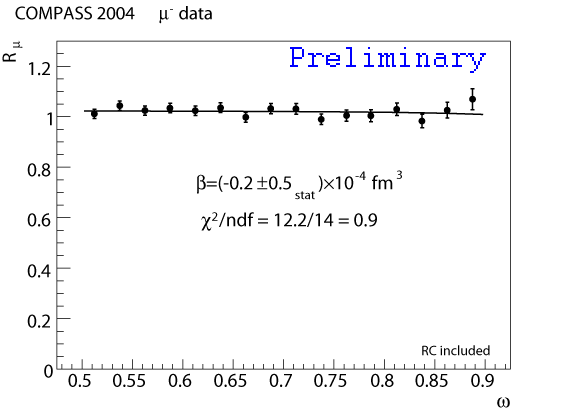 COMPASS 2004 μ⁻ data
Preliminary
R_μ
1.2
1
0.8
β=(-0.2 ±0.5 _stat)×10⁻⁴ fm³
χ²/ndf = 12.2/14 = 0.9
0.6
0.4
0.2
RC included
0
0.5 0.55 0.6 0.65 0.7 0.75 0.8 0.85 0.9
ω